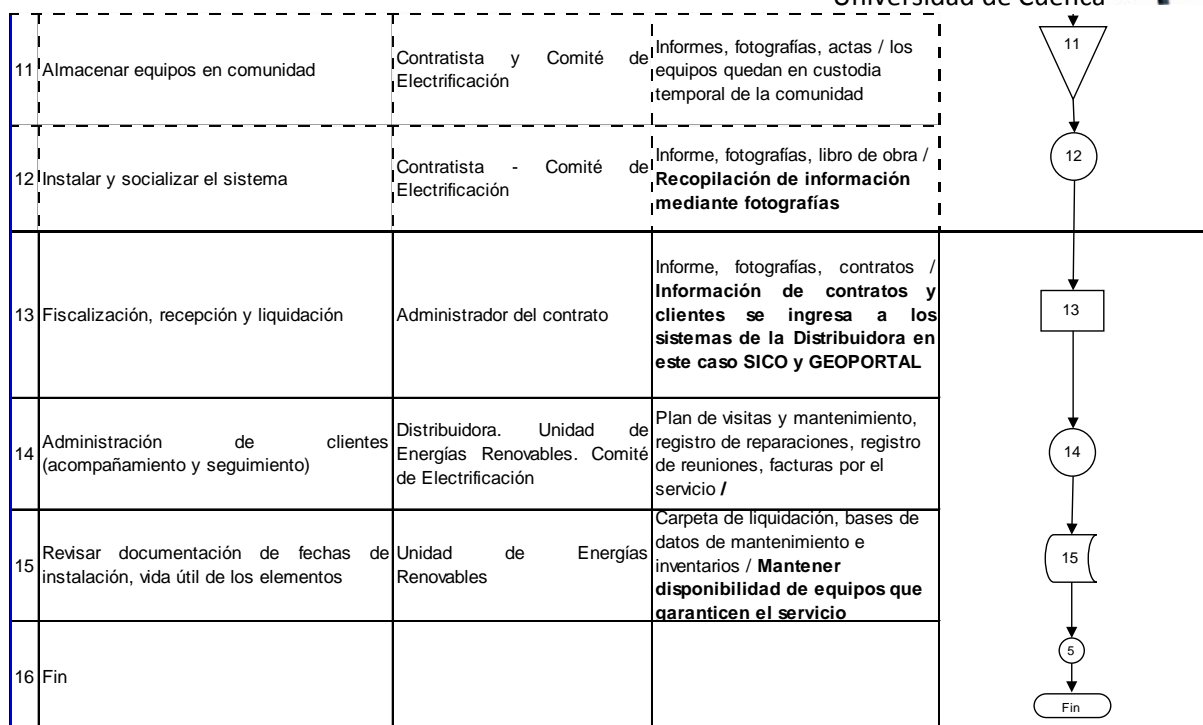 Universidad de Cuenca
11 Almacenar equipos en comunidad
Contratista y Comité de
Electrificación
Informes, fotografías, actas / los
equipos quedan en custodia
temporal de la comunidad
11
12 Instalar y socializar el sistema
Contratista - Comité de
Electrificación
Informe, fotografías, libro de obra /
Recopilación de información
mediante fotografías
12
13 Fiscalización, recepción y liquidación
Administrador del contrato
Informe, fotografías, contratos /
Información de contratos y
clientes se ingresa a los
sistemas de la Distribuidora en
este caso SICO y GEOPORTAL
13
14 Administración de clientes
(acompañamiento y seguimiento)
Distribuidora. Unidad de
Energías Renovables. Comité
de Electrificación
Plan de visitas y mantenimiento,
registro de reparaciones, registro
de reuniones, facturas por el
servicio /
14
15 Revisar documentación de fechas de
instalación, vida útil de los elementos
Unidad de Energías
Renovables
Carpeta de liquidación, bases de
datos de mantenimiento e
inventarios / Mantener
disponibilidad de equipos que
garanticen el servicio
15
5
16 Fin
Fin